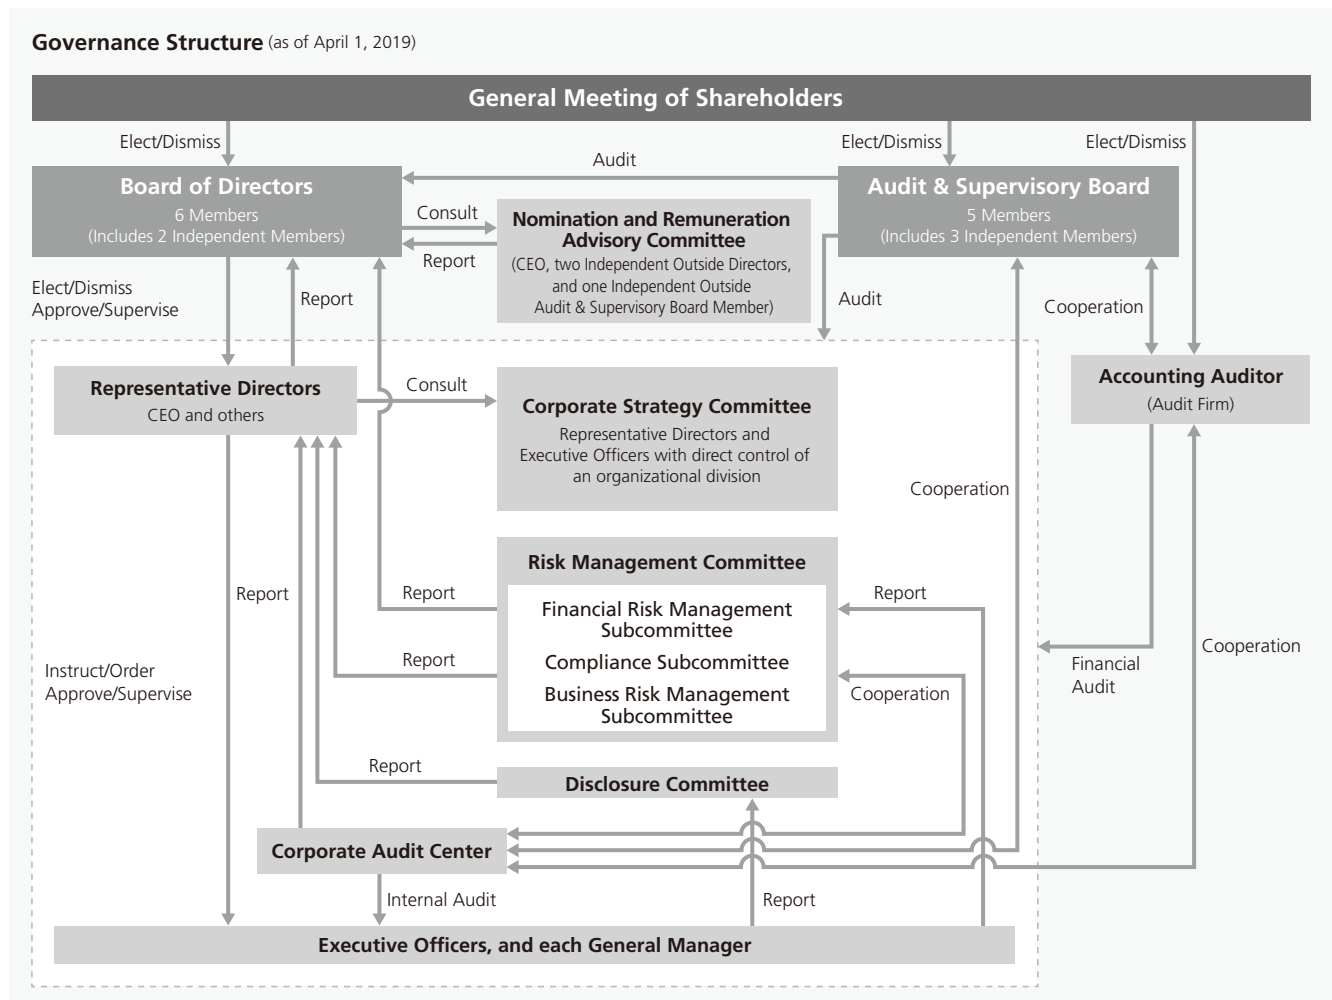 Governance Structure (as of April 1, 2019)
General Meeting of Shareholders
Elect/Dismiss
Elect/Dismiss
Elect/Dismiss
Audit
Board of Directors
6 Members
(Includes 2 Independent Members)
Consult
Report
Nomination and Remuneration
Advisory Committee
(CEO, two Independent Outside Directors,
and one Independent Outside
Audit & Supervisory Board Member)
Audit & Supervisory Board
5 Members
(Includes 3 Independent Members)
Elect/Dismiss
Approve/Supervise
Report
Audit
Cooperation
Representative Directors
CEO and others
Consult
Corporate Strategy Committee
Representative Directors and
Executive Officers with direct control of
an organizational division
Accounting Auditor
(Audit Firm)
Cooperation
Risk Management Committee
Financial Risk Management
Subcommittee
Compliance Subcommittee
Business Risk Management
Subcommittee
Report
Report
Report
Report
Cooperation
Instruct/Order
Approve/Supervise
Financial
Audit
Cooperation
Report
Disclosure Committee
Corporate Audit Center
Internal Audit
Report
Executive Officers, and each General Manager